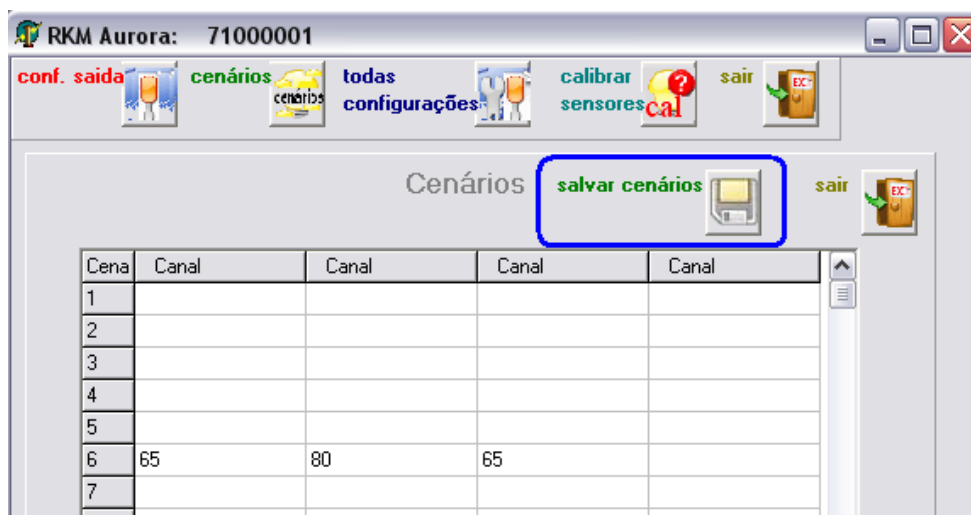 RKM Aurora: 71000001
conf. saida cenários cenários todas configurações calibrar sensores cal sair EXIT
Cenários salvar cenários sair EXIT
Cena Canal Canal Canal Canal
1
2
3
4
5
6 65 80 65
7